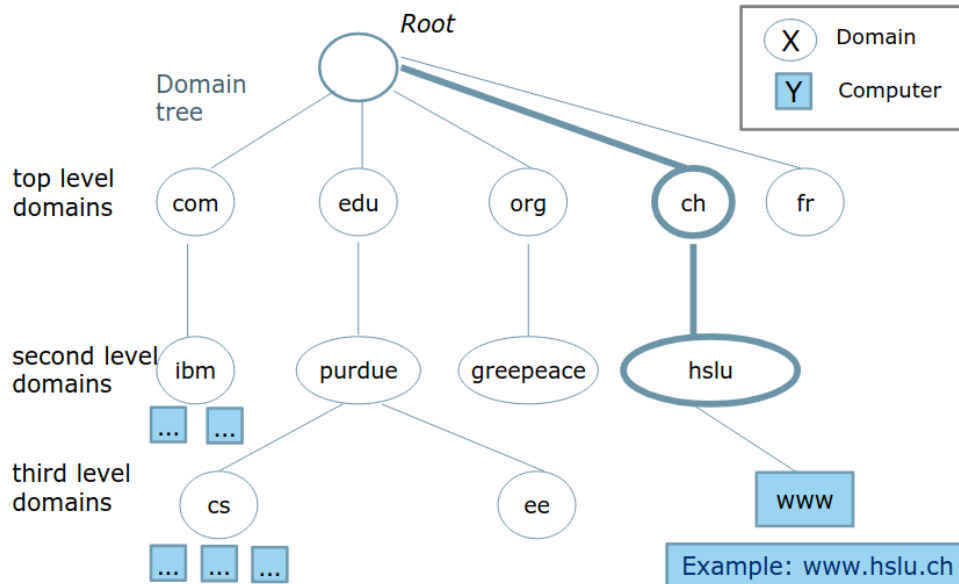 Root
X Domain
Y Computer
Domain
tree
top level
domains
com edu org ch fr
second level
domains
ibm purdue greepeace hslu
... ...
third level
domains
cs ee www
... ... ...
Example: www.hslu.ch